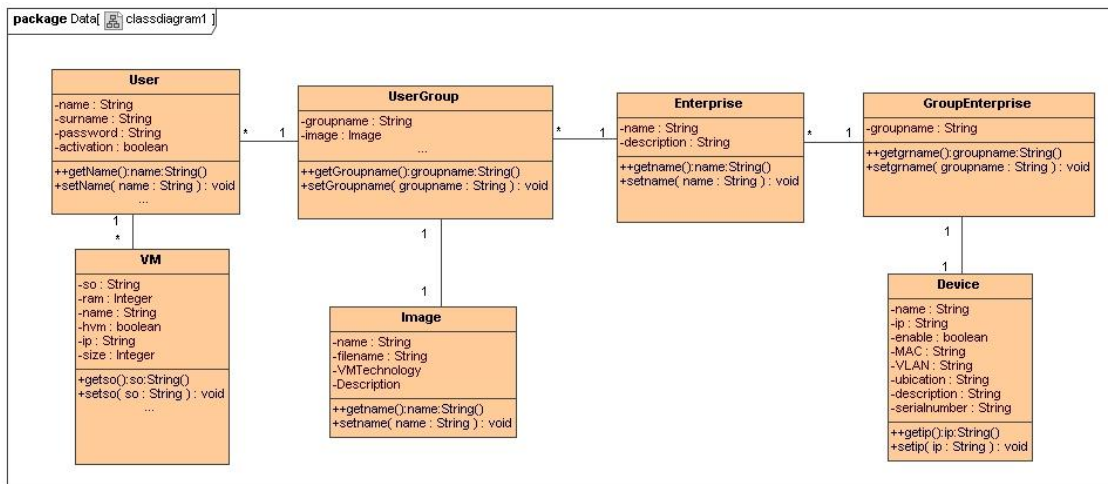 package Data[ classdiagram1 ]
User
-name : String
-surname : String
-password : String
-activation : boolean
++getName():name:String()
+setName( name : String ) : void
...
* 1
UserGroup
-groupname : String
-image : Image
...
++getGroupname():groupname:String()
+setGroupname( groupname : String ) : void
* 1
Enterprise
-name : String
-description : String
++getname():name:String()
+setname( name : String ) : void
* 1
GroupEnterprise
-groupname : String
++getgrname():groupname:String()
+setgrname( groupname : String ) : void
1
*
VM
-so : String
-ram : Integer
-name : String
-hvm : boolean
-ip : String
-size : Integer
+getso():so:String()
+setso( so : String ) : void
...
1
1
Image
-name : String
-filename : String
-VMTechnology
-Description
++getname():name:String()
+setname( name : String ) : void
1
1
Device
-name : String
-ip : String
-enable : boolean
-MAC : String
-VLAN : String
-ubication : String
-description : String
-serialnumber : String
++getip():ip:String()
+setip( ip : String ) : void